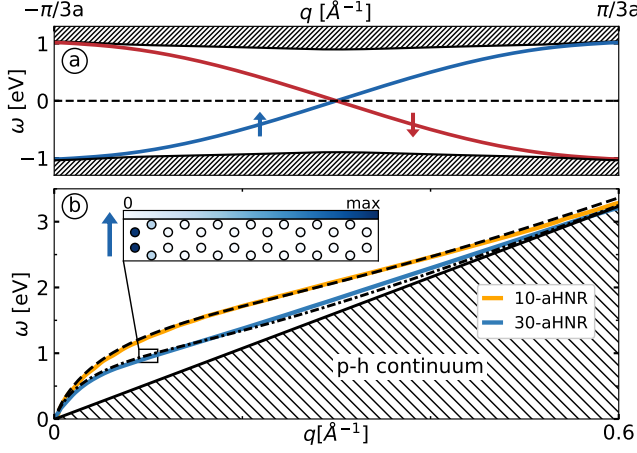 −π/3a q [Å⁻¹] π/3a
a
ω [eV]
1
0
−1
b
0 max
ω [eV]
3
2
1
0
10-aHNR
30-aHNR
p-h continuum
0 q[Å⁻¹] 0.6